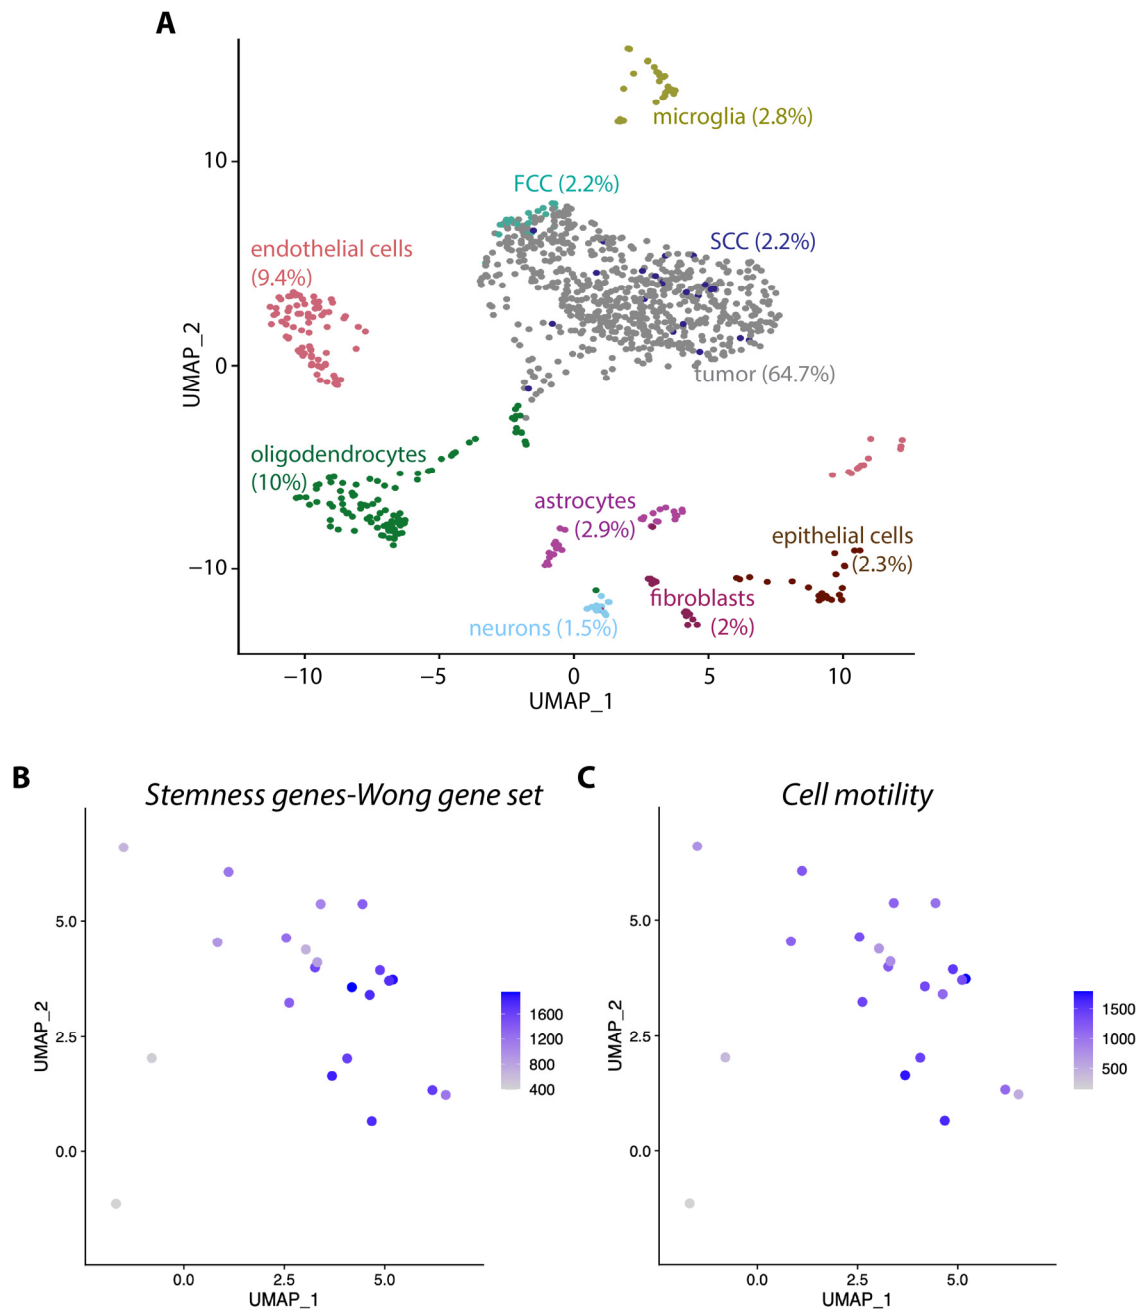 A
microglia (2.8%)
10
FCC (2.2%)
SCC (2.2%)
endothelial cells
(9.4%)
UMAP_2
0
tumor (64.7%)
oligodendrocytes
(10%)
astrocytes
(2.9%)
epithelial cells
(2.3%)
−10
fibroblasts
(2%)
neurons (1.5%)
−10 −5 0 5 10
UMAP_1
B
Stemness genes-Wong gene set
5.0
UMAP_2
2.5
0.0
1600
1200
800
400
0.0 2.5 5.0
UMAP_1
C
Cell motility
5.0
UMAP_2
2.5
0.0
1500
1000
500
0.0 2.5 5.0
UMAP_1